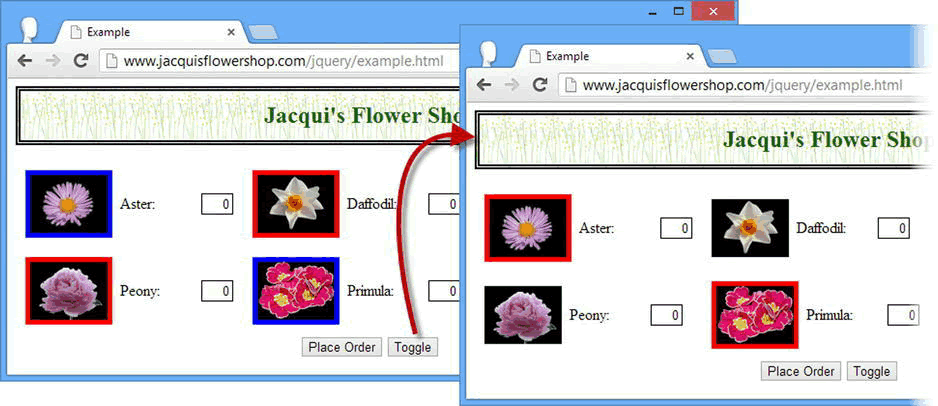 Example
www.jacquisflowershop.com/jquery/example.html
Jacqui's Flower Sho
Aster: 0 Daffodil: 0
Peony: 0 Primula: 0
Place Order Toggle
Example
www.jacquisflowershop.com/jquery/example.html
Jacqui's Flower Shop
Aster: 0 Daffodil: 0
Peony: 0 Primula: 0
Place Order Toggle